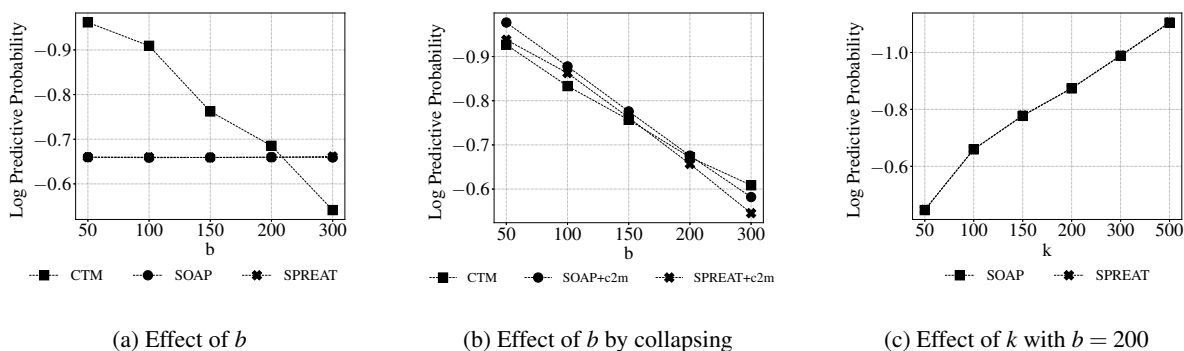 Log Predictive Probability
−0.9
−0.8
−0.7
−0.6
50 100 150 200 300
b
CTM SOAP SPREAT
(a) Effect of b
Log Predictive Probability
−0.9
−0.8
−0.7
−0.6
50 100 150 200 300
b
CTM SOAP+c2m SPREAT+c2m
(b) Effect of b by collapsing
Log Predictive Probability
−1.0
−0.8
−0.6
50 100 150 200 300 500
k
SOAP SPREAT
(c) Effect of k with b = 200